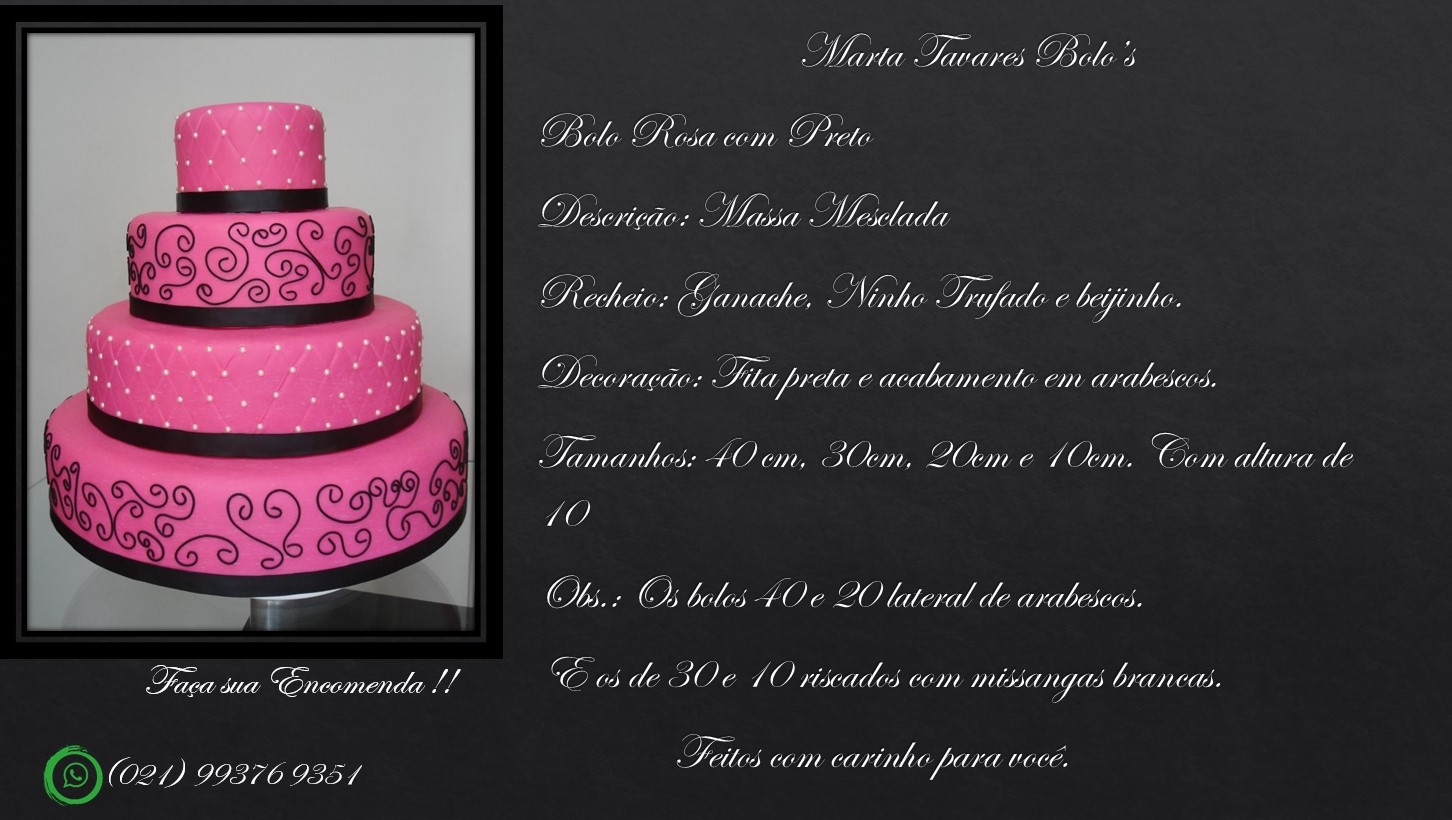 Marta Tavares Bolo's
Bolo Rosa com Preto
Descrição: Massa Mesclada
Recheio: Ganache, Ninho Trufado e beijinho.
Decoração: Fita preta e acabamento em arabescos.
Tamanhos: 40 cm, 30cm, 20cm e 10cm. Com altura de
10
Obs.: Os bolos 40 e 20 lateral de arabescos.
E os de 30 e 10 riscados com missangas brancas.
Feitos com carinho para você.
Faça sua Encomenda !!
(021) 99376 9351